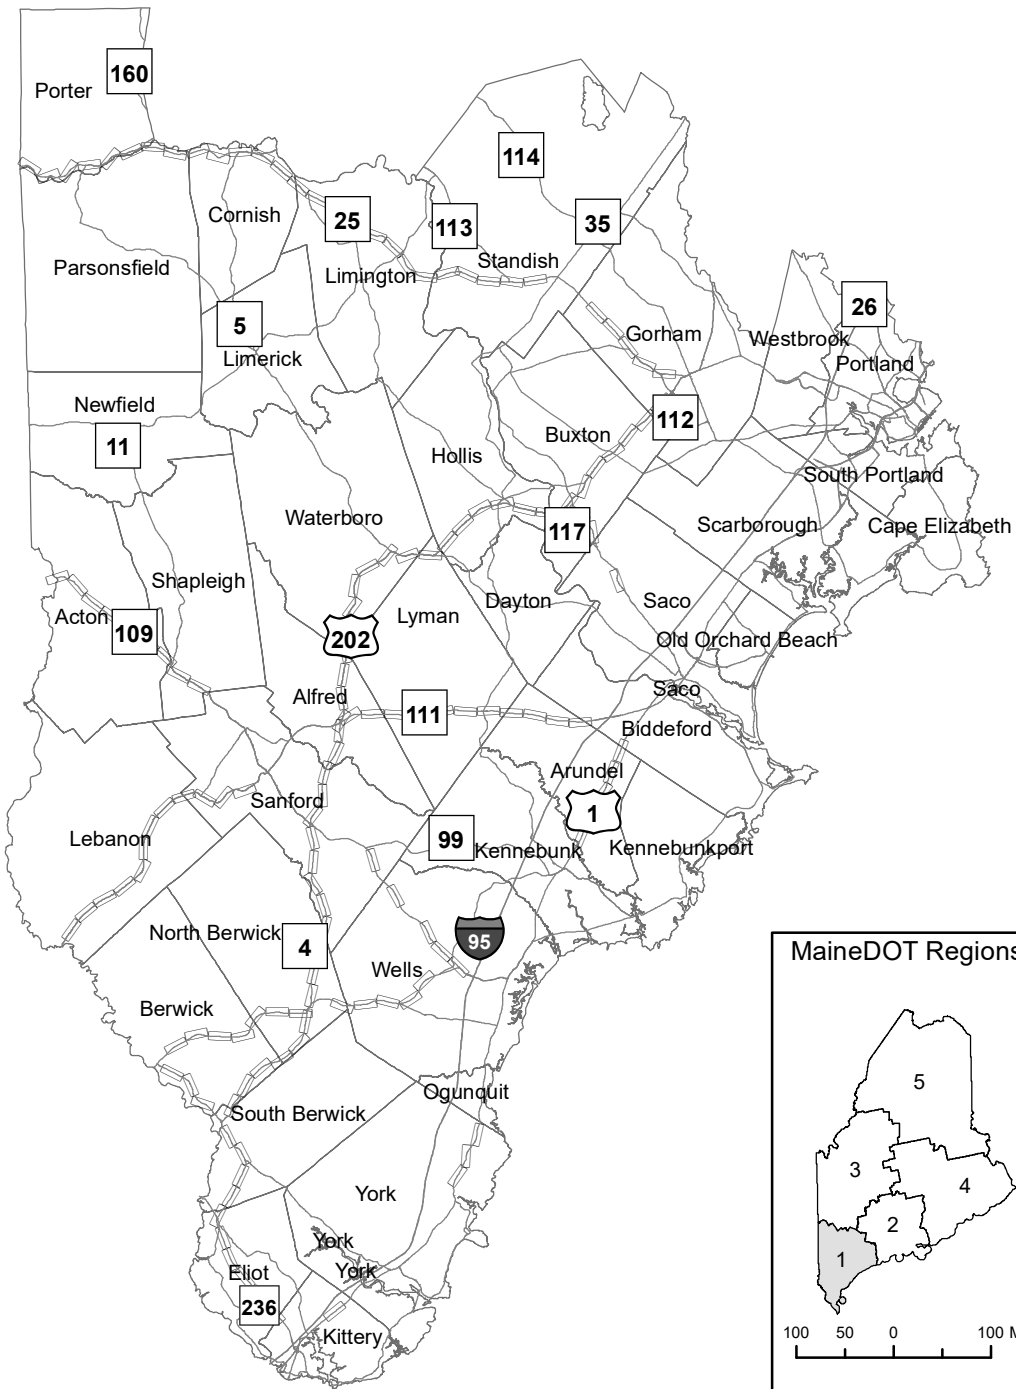 160
Porter
114
Cornish
25
113
35
Standish
Parsonsfield
Limington
26
5
Gorham
Westbrook
Limerick
Portland
Newfield
112
11
Buxton
Hollis
South Portland
Waterboro
117
Scarborough
Cape Elizabeth
Shapleigh
Dayton
Saco
Acton
109
Lyman
202
Old Orchard Beach
Alfred
Saco
111
Biddeford
Arundel
Sanford
1
Lebanon
99
Kennebunk
Kennebunkport
North Berwick
4
95
Wells
Berwick
Ogunquit
South Berwick
York
York
York
Eliot
236
Kittery
MaineDOT Regions
5
3
4
2
1
100 50 0 100 M